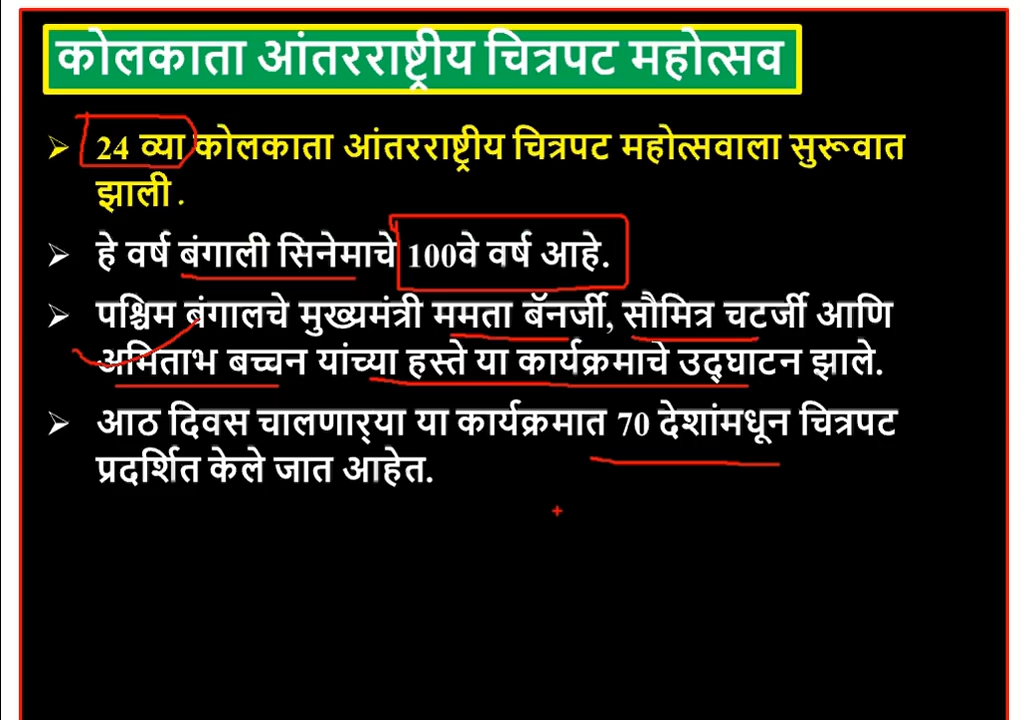 कोलकाता आंतरराष्ट्रीय चित्रपट महोत्सव
➢ 24 व्या कोलकाता आंतरराष्ट्रीय चित्रपट महोत्सवाला सुरूवात
झाली.
➢ हे वर्ष बंगाली सिनेमाचे 100वे वर्ष आहे.
➢ पश्चिम बंगालचे मुख्यमंत्री ममता बॅनर्जी, सौमित्र चटर्जी आणि
अमिताभ बच्चन यांच्या हस्ते या कार्यक्रमाचे उद्घाटन झाले.
➢ आठ दिवस चालणाऱ्या या कार्यक्रमात 70 देशांमधून चित्रपट
प्रदर्शित केले जात आहेत.